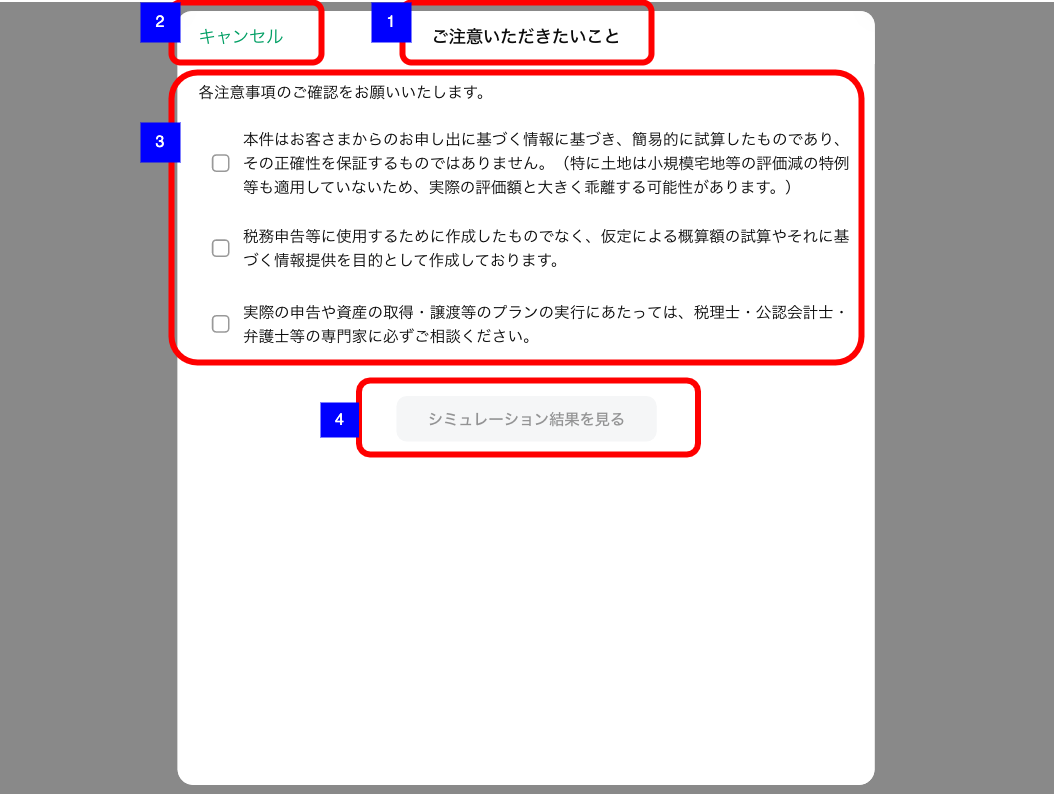 2
キャンセル
1
ご注意いただきたいこと
各注意事項のご確認をお願いいたします。
3
本件はお客さまからのお申し出に基づく情報に基づき、簡易的に試算したものであり、
その正確性を保証するものではありません。（特に土地は小規模宅地等の評価減の特例
等も適用していないため、実際の評価額と大きく乖離する可能性があります。）
税務申告等に使用するために作成したものでなく、仮定による概算額の試算やそれに基
づく情報提供を目的として作成しております。
実際の申告や資産の取得・譲渡等のプランの実行にあたっては、税理士・公認会計士・
弁護士等の専門家に必ずご相談ください。
4
シミュレーション結果を見る